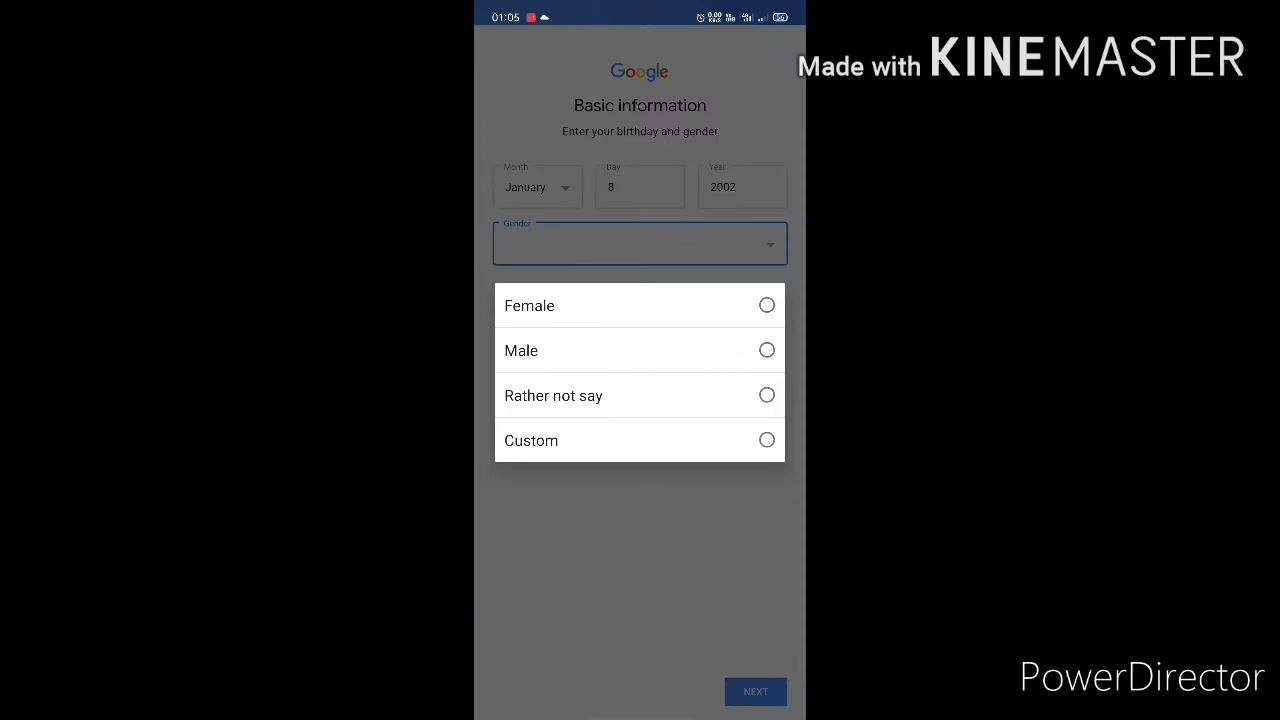 01:05
Made with KINEMASTER
Google
Basic information
Enter your birthday and gender
Month Day Year
January 8 2002
Gender
Female
Male
Rather not say
Custom
NEXT
PowerDirector